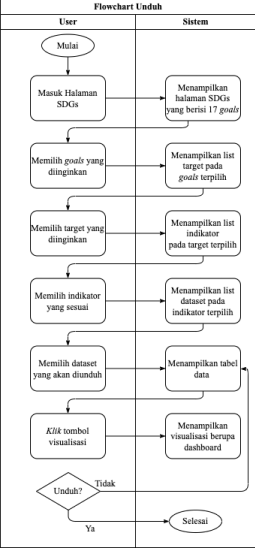 Flowchart Unduh
User
Sistem
Mulai
Masuk Halaman
SDGs
Menampilkan
halaman SDGs
yang berisi 17 goals
Memilih goals yang
diinginkan
Menampilkan list
target pada
goals terpilih
Memilih target yang
diinginkan
Menampilkan list
indikator
pada target terpilih
Memilih indikator
yang sesuai
Menampilkan list
dataset pada
indikator terpilih
Memilih dataset
yang akan diunduh
Menampilkan tabel
data
Klik tombol
visualisasi
Menampilkan
visualisasi berupa
dashboard
Unduh?
Tidak
Ya
Selesai